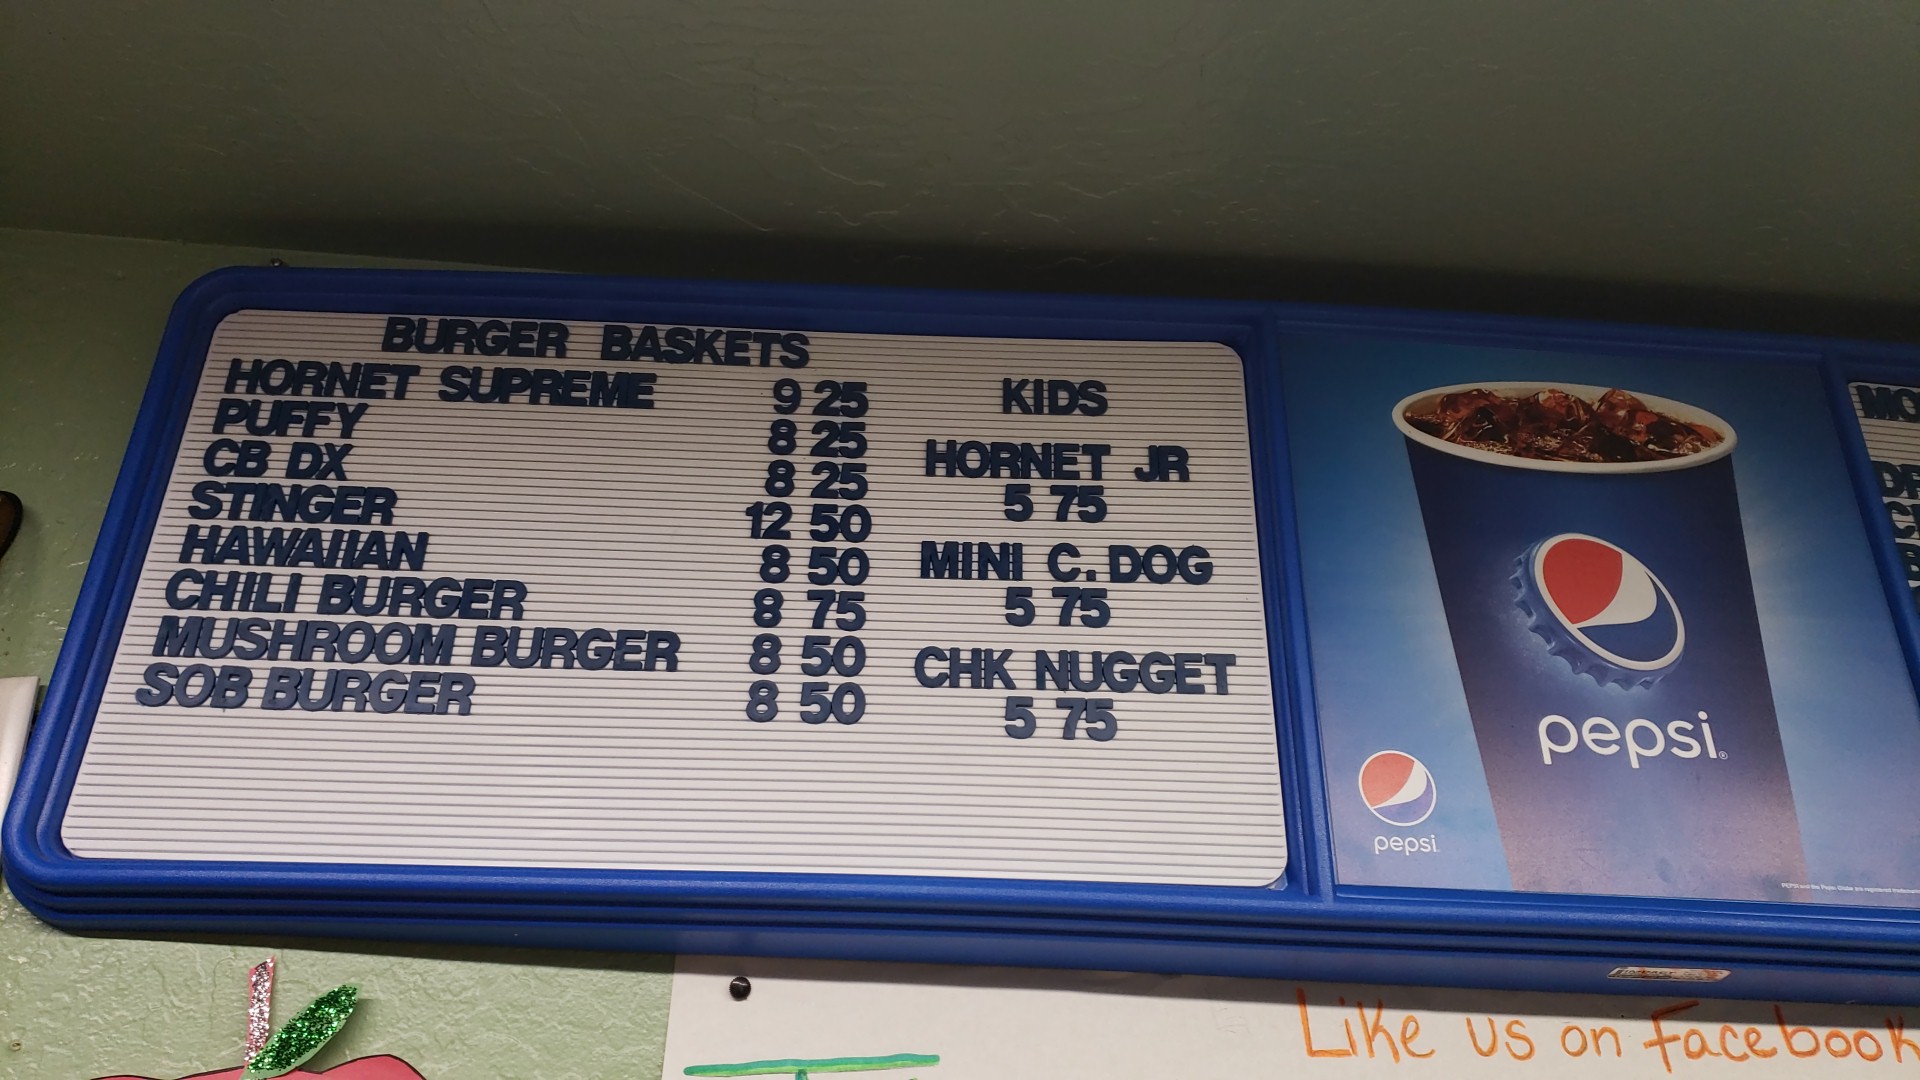 BURGER BASKETS
HORNET SUPREME 9 25
PUFFY 8 25
CB DX 8 25
STINGER 12 50
HAWAIIAN 8 50
CHILI BURGER 8 75
MUSHROOM BURGER 8 50
SOB BURGER 8 50
KIDS
HORNET JR
5 75
MINI C. DOG
5 75
CHK NUGGET
5 75
pepsi
pepsi
MO
Like us on Facebook